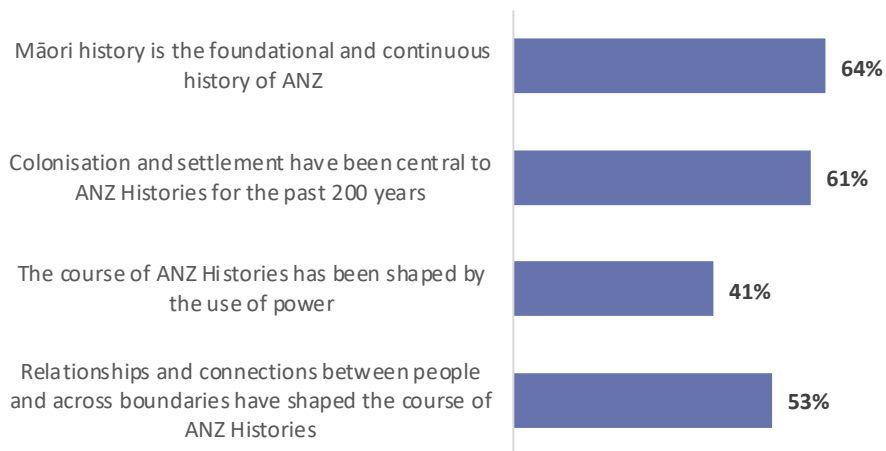 Māori history is the foundational and continuous
history of ANZ
64%
Colonisation and settlement have been central to
ANZ Histories for the past 200 years
61%
The course of ANZ Histories has been shaped by
the use of power
41%
Relationships and connections between people
and across boundaries have shaped the course of
ANZ Histories
53%